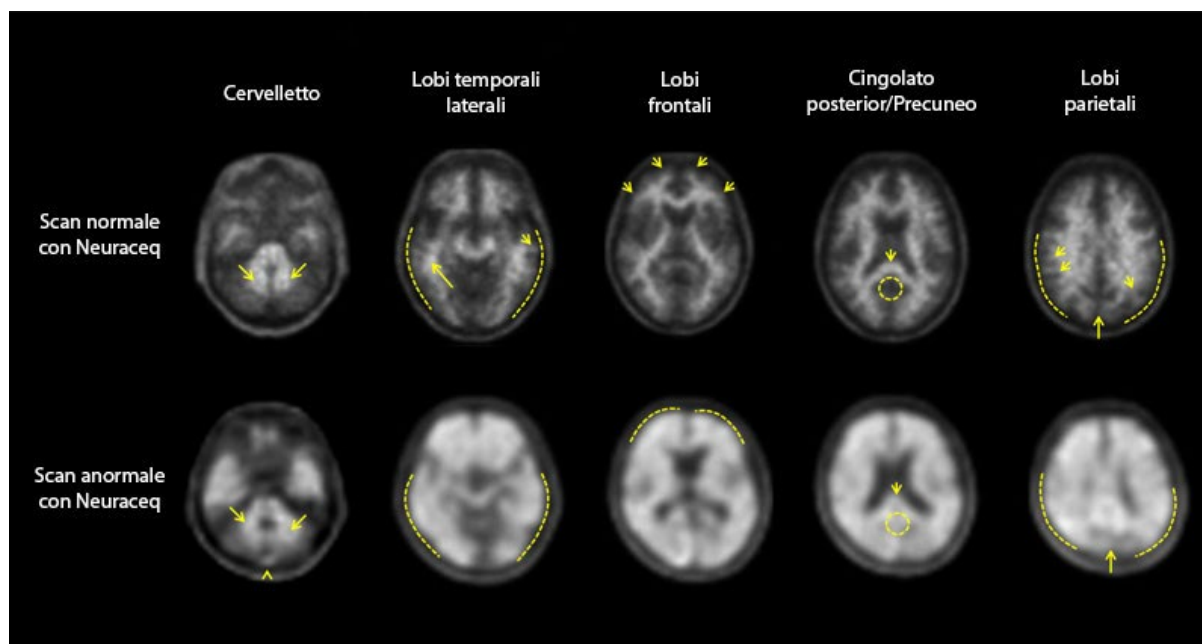 Cervelletto
Lobi temporali
laterali
Lobi
frontali
Cingolato
posterior/Precuneo
Lobi
parietali
Scan normale
con Neuraceq
Scan anormale
con Neuraceq